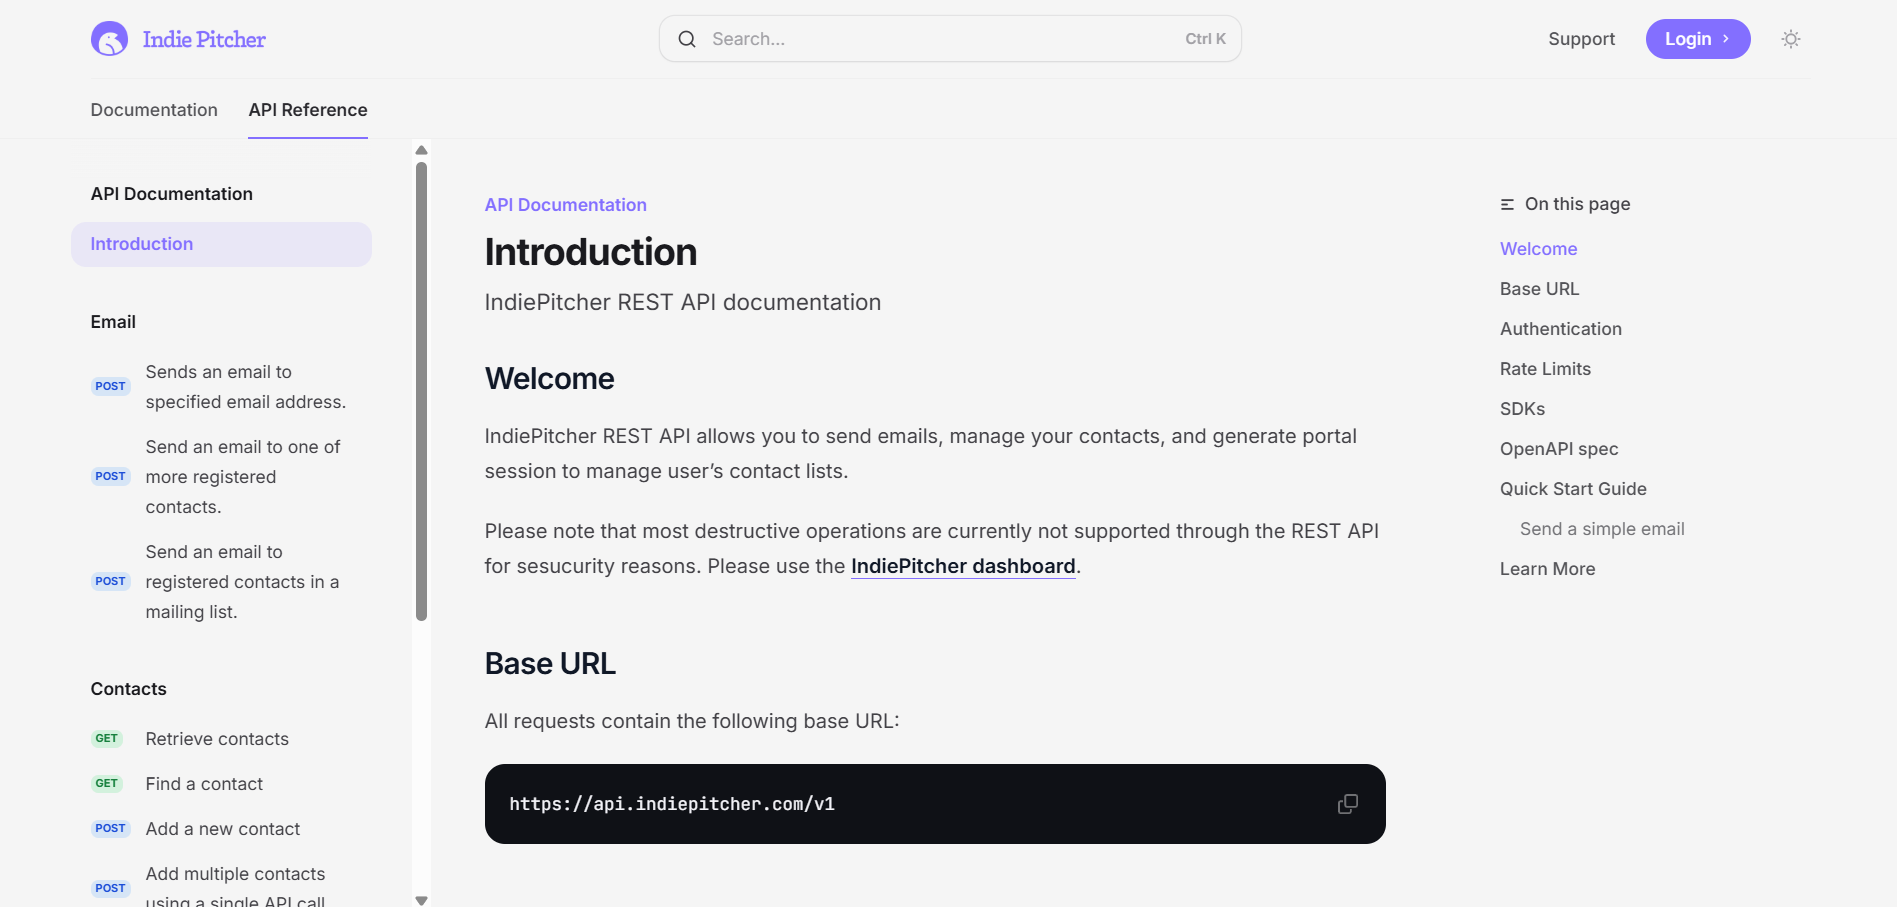 Indie Pitcher
Search...
Ctrl K
Support
Login
Documentation
API Reference
API Documentation
Introduction
Email
POST
Sends an email to
specified email address.
POST
Send an email to one of
more registered
contacts.
POST
Send an email to
registered contacts in a
mailing list.
Contacts
GET
Retrieve contacts
GET
Find a contact
POST
Add a new contact
POST
Add multiple contacts
using a single API call
API Documentation
Introduction
IndiePitcher REST API documentation
Welcome
IndiePitcher REST API allows you to send emails, manage your contacts, and generate portal
session to manage user’s contact lists.
Please note that most destructive operations are currently not supported through the REST API
for sesucurity reasons. Please use the IndiePitcher dashboard.
Base URL
All requests contain the following base URL:
https://api.indiepitcher.com/v1
On this page
Welcome
Base URL
Authentication
Rate Limits
SDKs
OpenAPI spec
Quick Start Guide
Send a simple email
Learn More